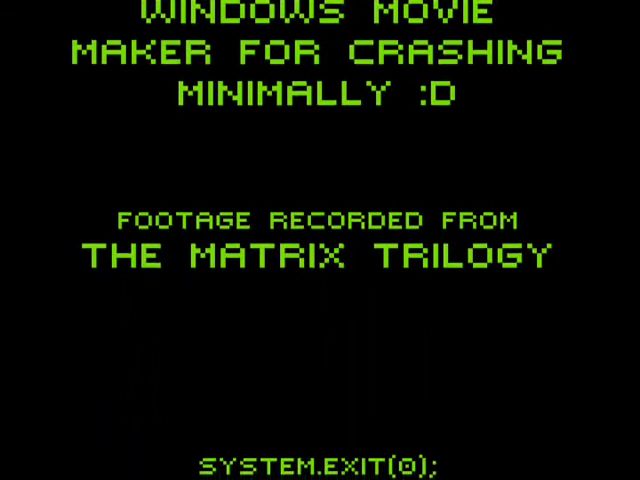 WINDOWS MOVIE
MAKER FOR CRASHING
MINIMALLY :D
FOOTAGE RECORDED FROM
THE MATRIX TRILOGY
SYSTEM.EXIT(0);